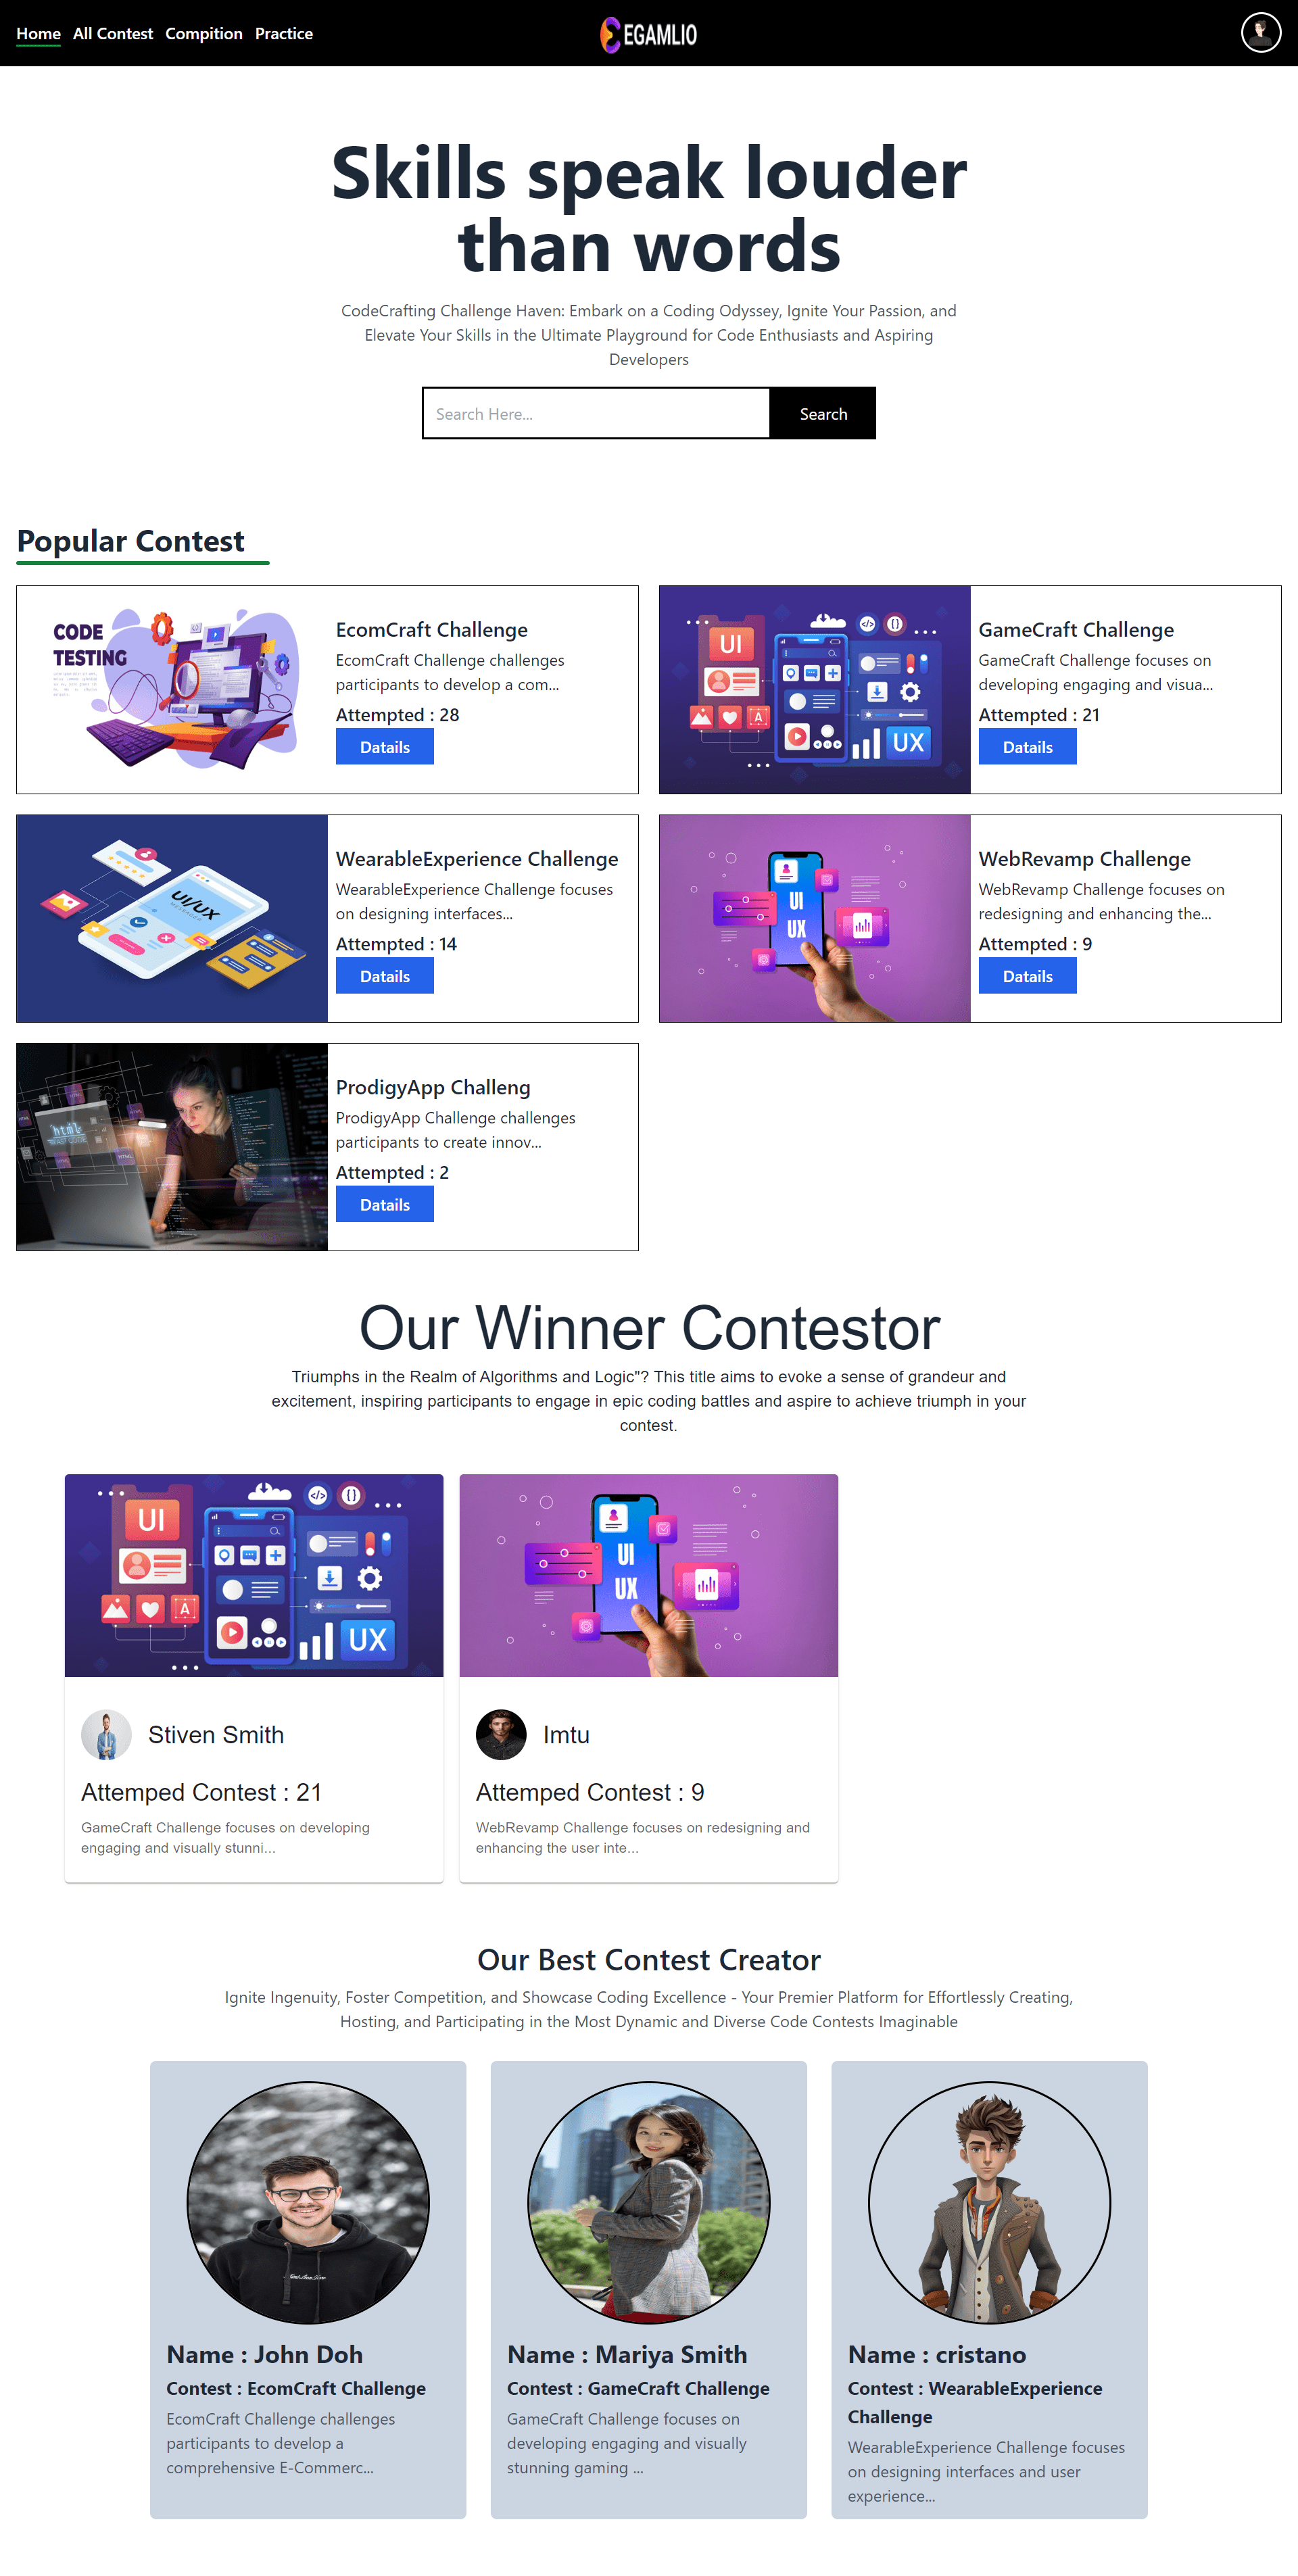 Home All Contest Compition Practice
EGAMLIO
Skills speak louder
than words
CodeCrafting Challenge Haven: Embark on a Coding Odyssey, Ignite Your Passion, and
Elevate Your Skills in the Ultimate Playground for Code Enthusiasts and Aspiring
Developers
Search Here...
Search
Popular Contest
CODE
TESTING
EcomCraft Challenge
EcomCraft Challenge challenges
participants to develop a com...
Attempted : 28
Datails
UI
A
UX
GameCraft Challenge
GameCraft Challenge focuses on
developing engaging and visua...
Attempted : 21
Datails
UI/UX
WearableExperience Challenge
WearableExperience Challenge focuses
on designing interfaces...
Attempted : 14
Datails
UI
UX
WebRevamp Challenge
WebRevamp Challenge focuses on
redesigning and enhancing the...
Attempted : 9
Datails
html
ProdigyApp Challeng
ProdigyApp Challenge challenges
participants to create innov...
Attempted : 2
Datails
Our Winner Contestor
Triumphs in the Realm of Algorithms and Logic"? This title aims to evoke a sense of grandeur and
excitement, inspiring participants to engage in epic coding battles and aspire to achieve triumph in your
contest.
UI
A
UX
Stiven Smith
Attemped Contest : 21
GameCraft Challenge focuses on developing
engaging and visually stunni...
UI
UX
Imtu
Attemped Contest : 9
WebRevamp Challenge focuses on redesigning and
enhancing the user inte...
Our Best Contest Creator
Ignite Ingenuity, Foster Competition, and Showcase Coding Excellence - Your Premier Platform for Effortlessly Creating,
Hosting, and Participating in the Most Dynamic and Diverse Code Contests Imaginable
Name : John Doh
Contest : EcomCraft Challenge
EcomCraft Challenge challenges
participants to develop a
comprehensive E-Commerc...
Name : Mariya Smith
Contest : GameCraft Challenge
GameCraft Challenge focuses on
developing engaging and visually
stunning gaming ...
Name : cristano
Contest : WearableExperience
Challenge
WearableExperience Challenge focuses
on designing interfaces and user
experience...